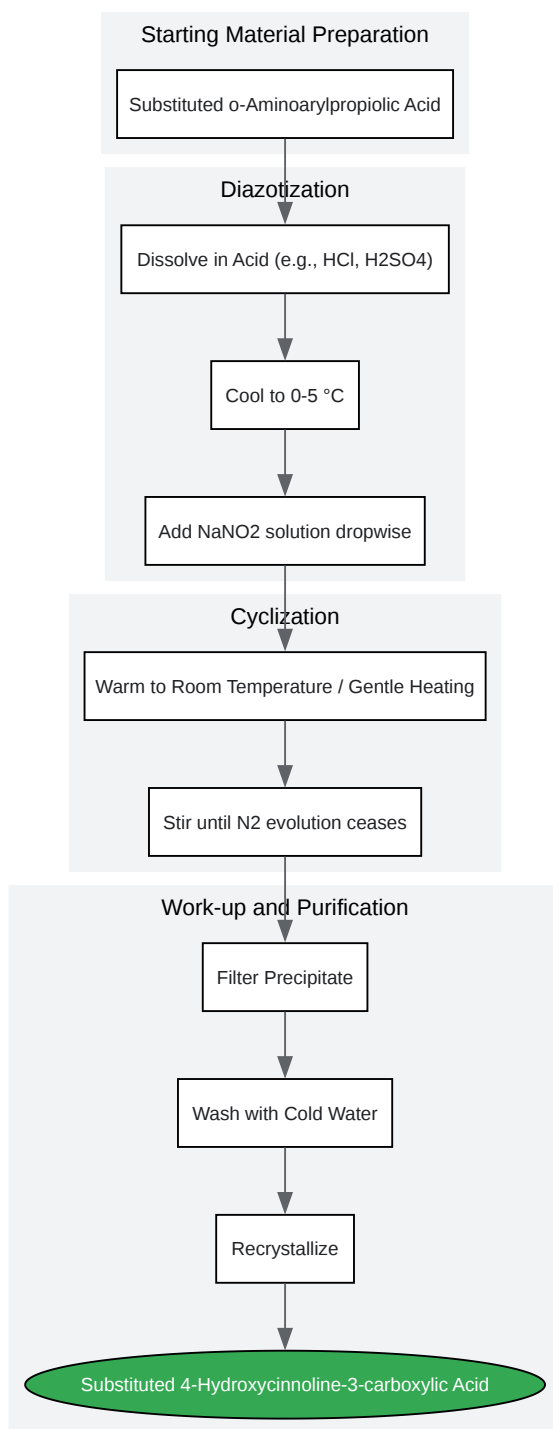 Starting Material Preparation
Substituted o-Aminoarylpropiolic Acid
Diazotization
Dissolve in Acid (e.g., HCl, H2SO4)
Cool to 0-5 °C
Add NaNO2 solution dropwise
Cyclization
Warm to Room Temperature / Gentle Heating
Stir until N2 evolution ceases
Work-up and Purification
Filter Precipitate
Wash with Cold Water
Recrystallize
Substituted 4-Hydroxycinnoline-3-carboxylic Acid